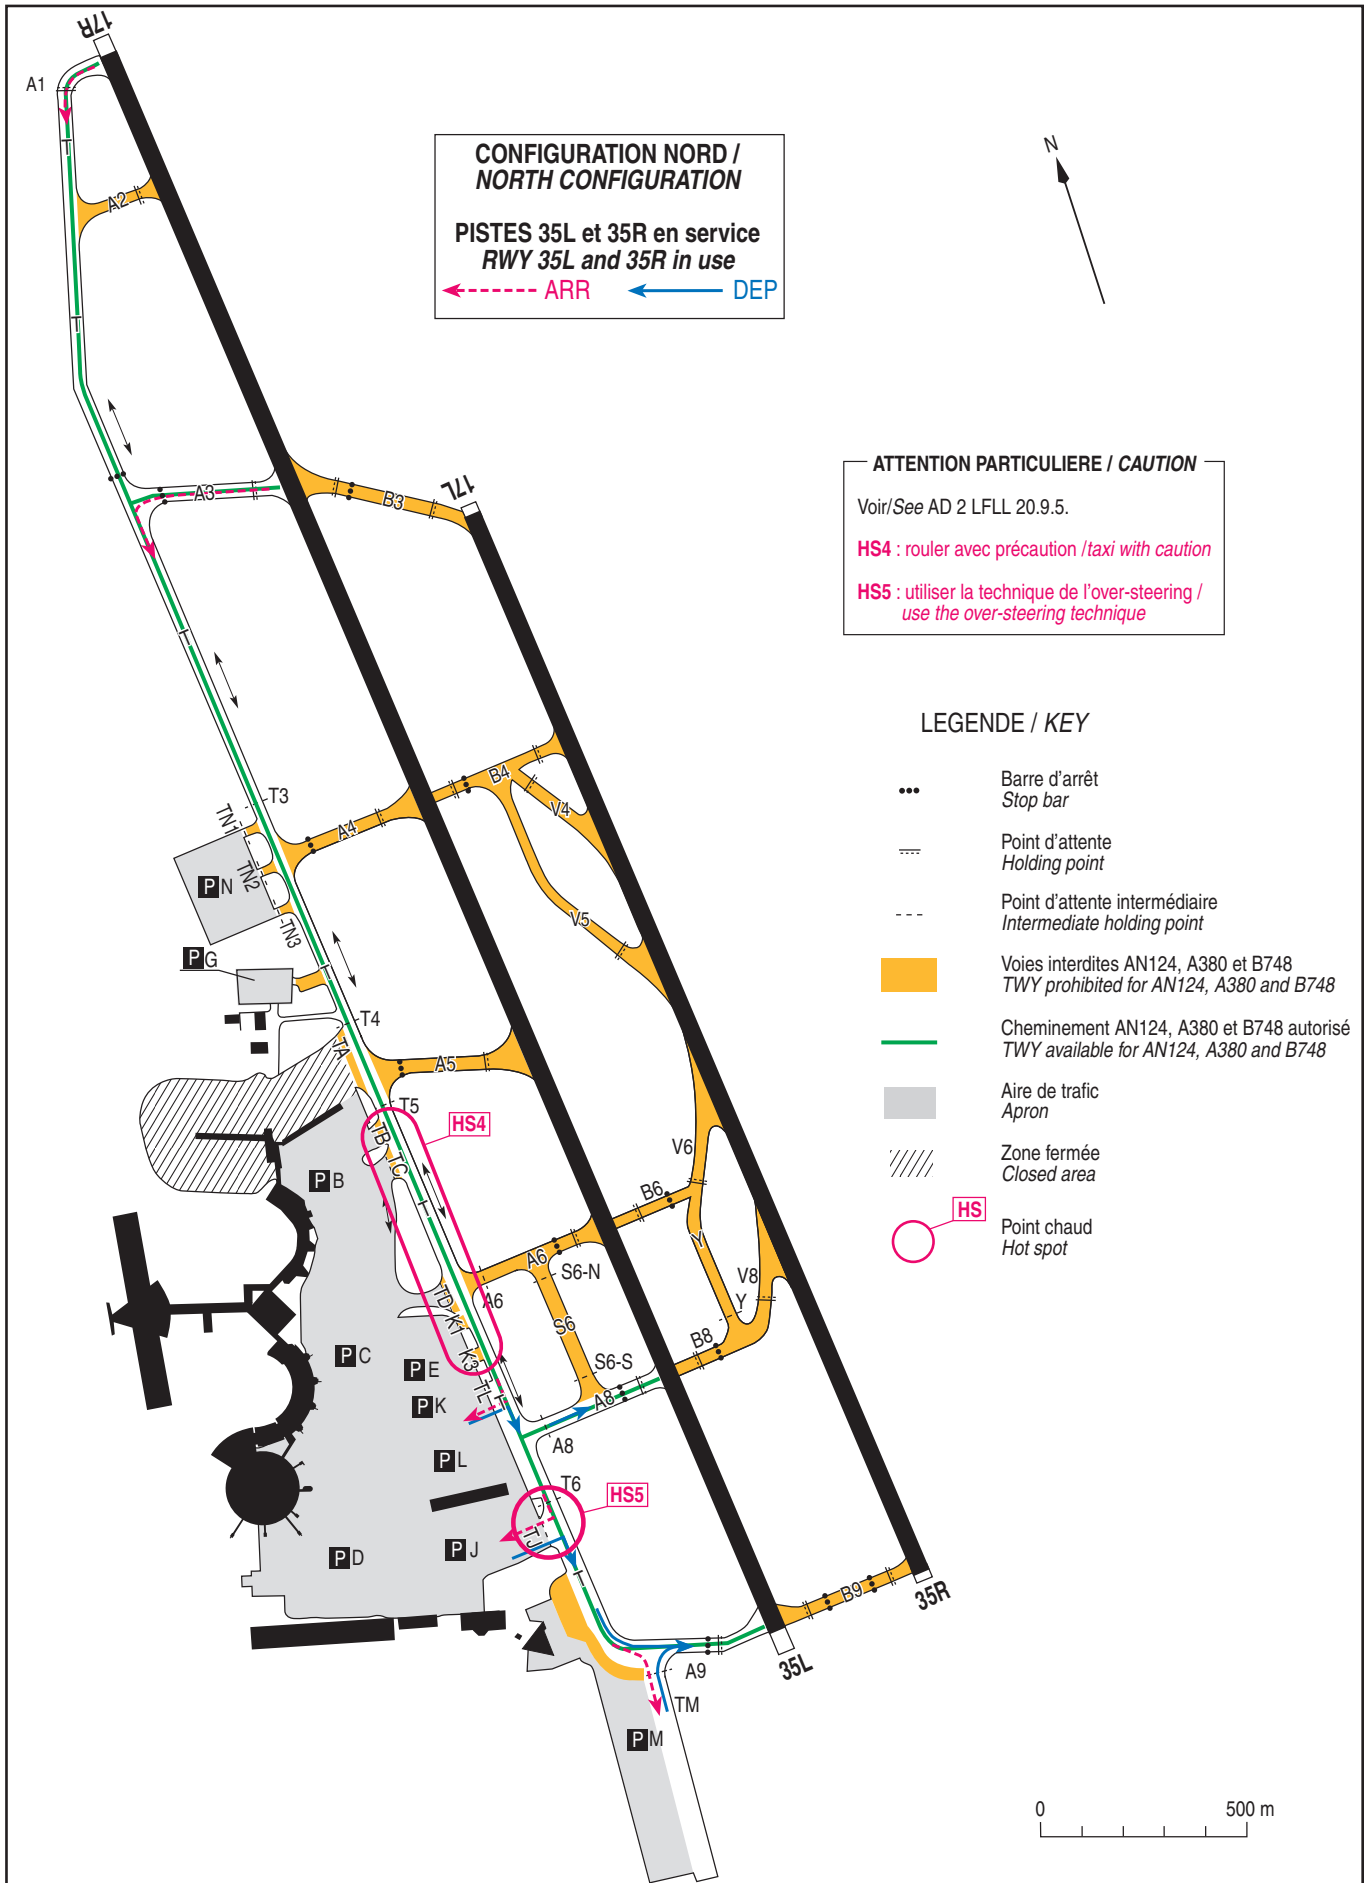 17R
A1
T
A2
T
CONFIGURATION NORD /
NORTH CONFIGURATION
PISTES 35L et 35R en service
RWY 35L and 35R in use
ARR
DEP
N
A3
B3
17L
ATTENTION PARTICULIERE / CAUTION
Voir/See AD 2 LFLL 20.9.5.
HS4 : rouler avec précaution /taxi with caution
HS5 : utiliser la technique de l'over-steering /
use the over-steering technique
T
LEGENDE / KEY
Barre d'arrêt
Stop bar
Point d'attente
Holding point
Point d'attente intermédiaire
Intermediate holding point
Voies interdites AN124, A380 et B748
TWY prohibited for AN124, A380 and B748
Cheminement AN124, A380 et B748 autorisé
TWY available for AN124, A380 and B748
Aire de trafic
Apron
Zone fermée
Closed area
HS
Point chaud
Hot spot
T3
TN1
A4
B4
V4
TN2
P N
V5
TN3
P G
T
T4
TA
A5
T5
HS4
TB
TC
P B
T
V6
B6
A6
Y
S6-N
V8
TD
A6
Y
K1
S6
B8
K3
P C
P E
S6-S
TL
T
A8
P K
A8
P L
T6
HS5
TJ
P J
P D
T
B9
35R
35L
A9
TM
P M
0
500 m